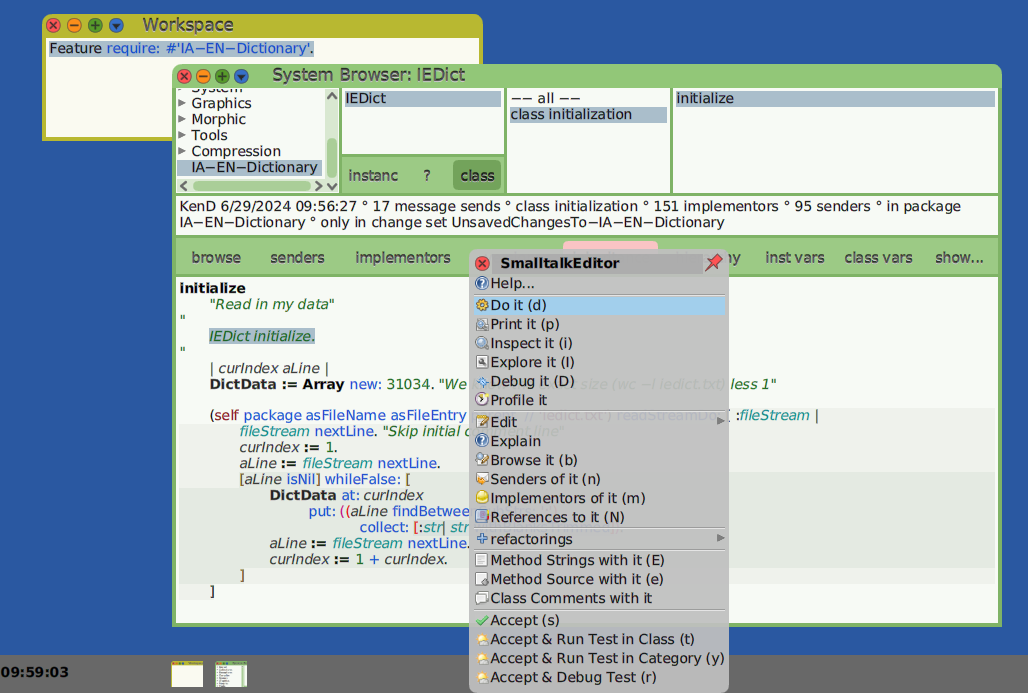 Workspace
Feature require: #'IA−EN−Dictionary'.
System Browser: IEDict
System
Graphics
Morphic
Tools
Compression
IA−EN−Dictionary
IEDict
instanc ? class
−− all −−
class initialization
initialize
KenD 6/29/2024 09:56:27 ° 17 message sends ° class initialization ° 151 implementors ° 95 senders ° in package
IA−EN−Dictionary ° only in change set UnsavedChangesTo−IA−EN−Dictionary
browse senders implementors inst vars class vars show...
initialize
"Read in my data"
"
IEDict initialize.
"
| curIndex aLine |
DictData := Array new: 31034. "We size (wc −l iedict.txt) less 1"
(self package asFileName asFileEntry 'iedict.txt') readStreamDo: [ :fileStream |
fileStream nextLine. "Skip initial line"
curIndex := 1.
aLine := fileStream nextLine.
[aLine isNil] whileFalse: [
DictData at: curIndex
put: ((aLine findBetwee
collect: [:str| str
aLine := fileStream nextLine.
curIndex := 1 + curIndex.
]
]
SmalltalkEditor
Help...
Do it (d)
Print it (p)
Inspect it (i)
Explore it (I)
Debug it (D)
Profile it
Edit
Explain
Browse it (b)
Senders of it (n)
Implementors of it (m)
References to it (N)
refactorings
Method Strings with it (E)
Method Source with it (e)
Class Comments with it
Accept (s)
Accept & Run Test in Class (t)
Accept & Run Test in Category (y)
Accept & Debug Test (r)
09:59:03